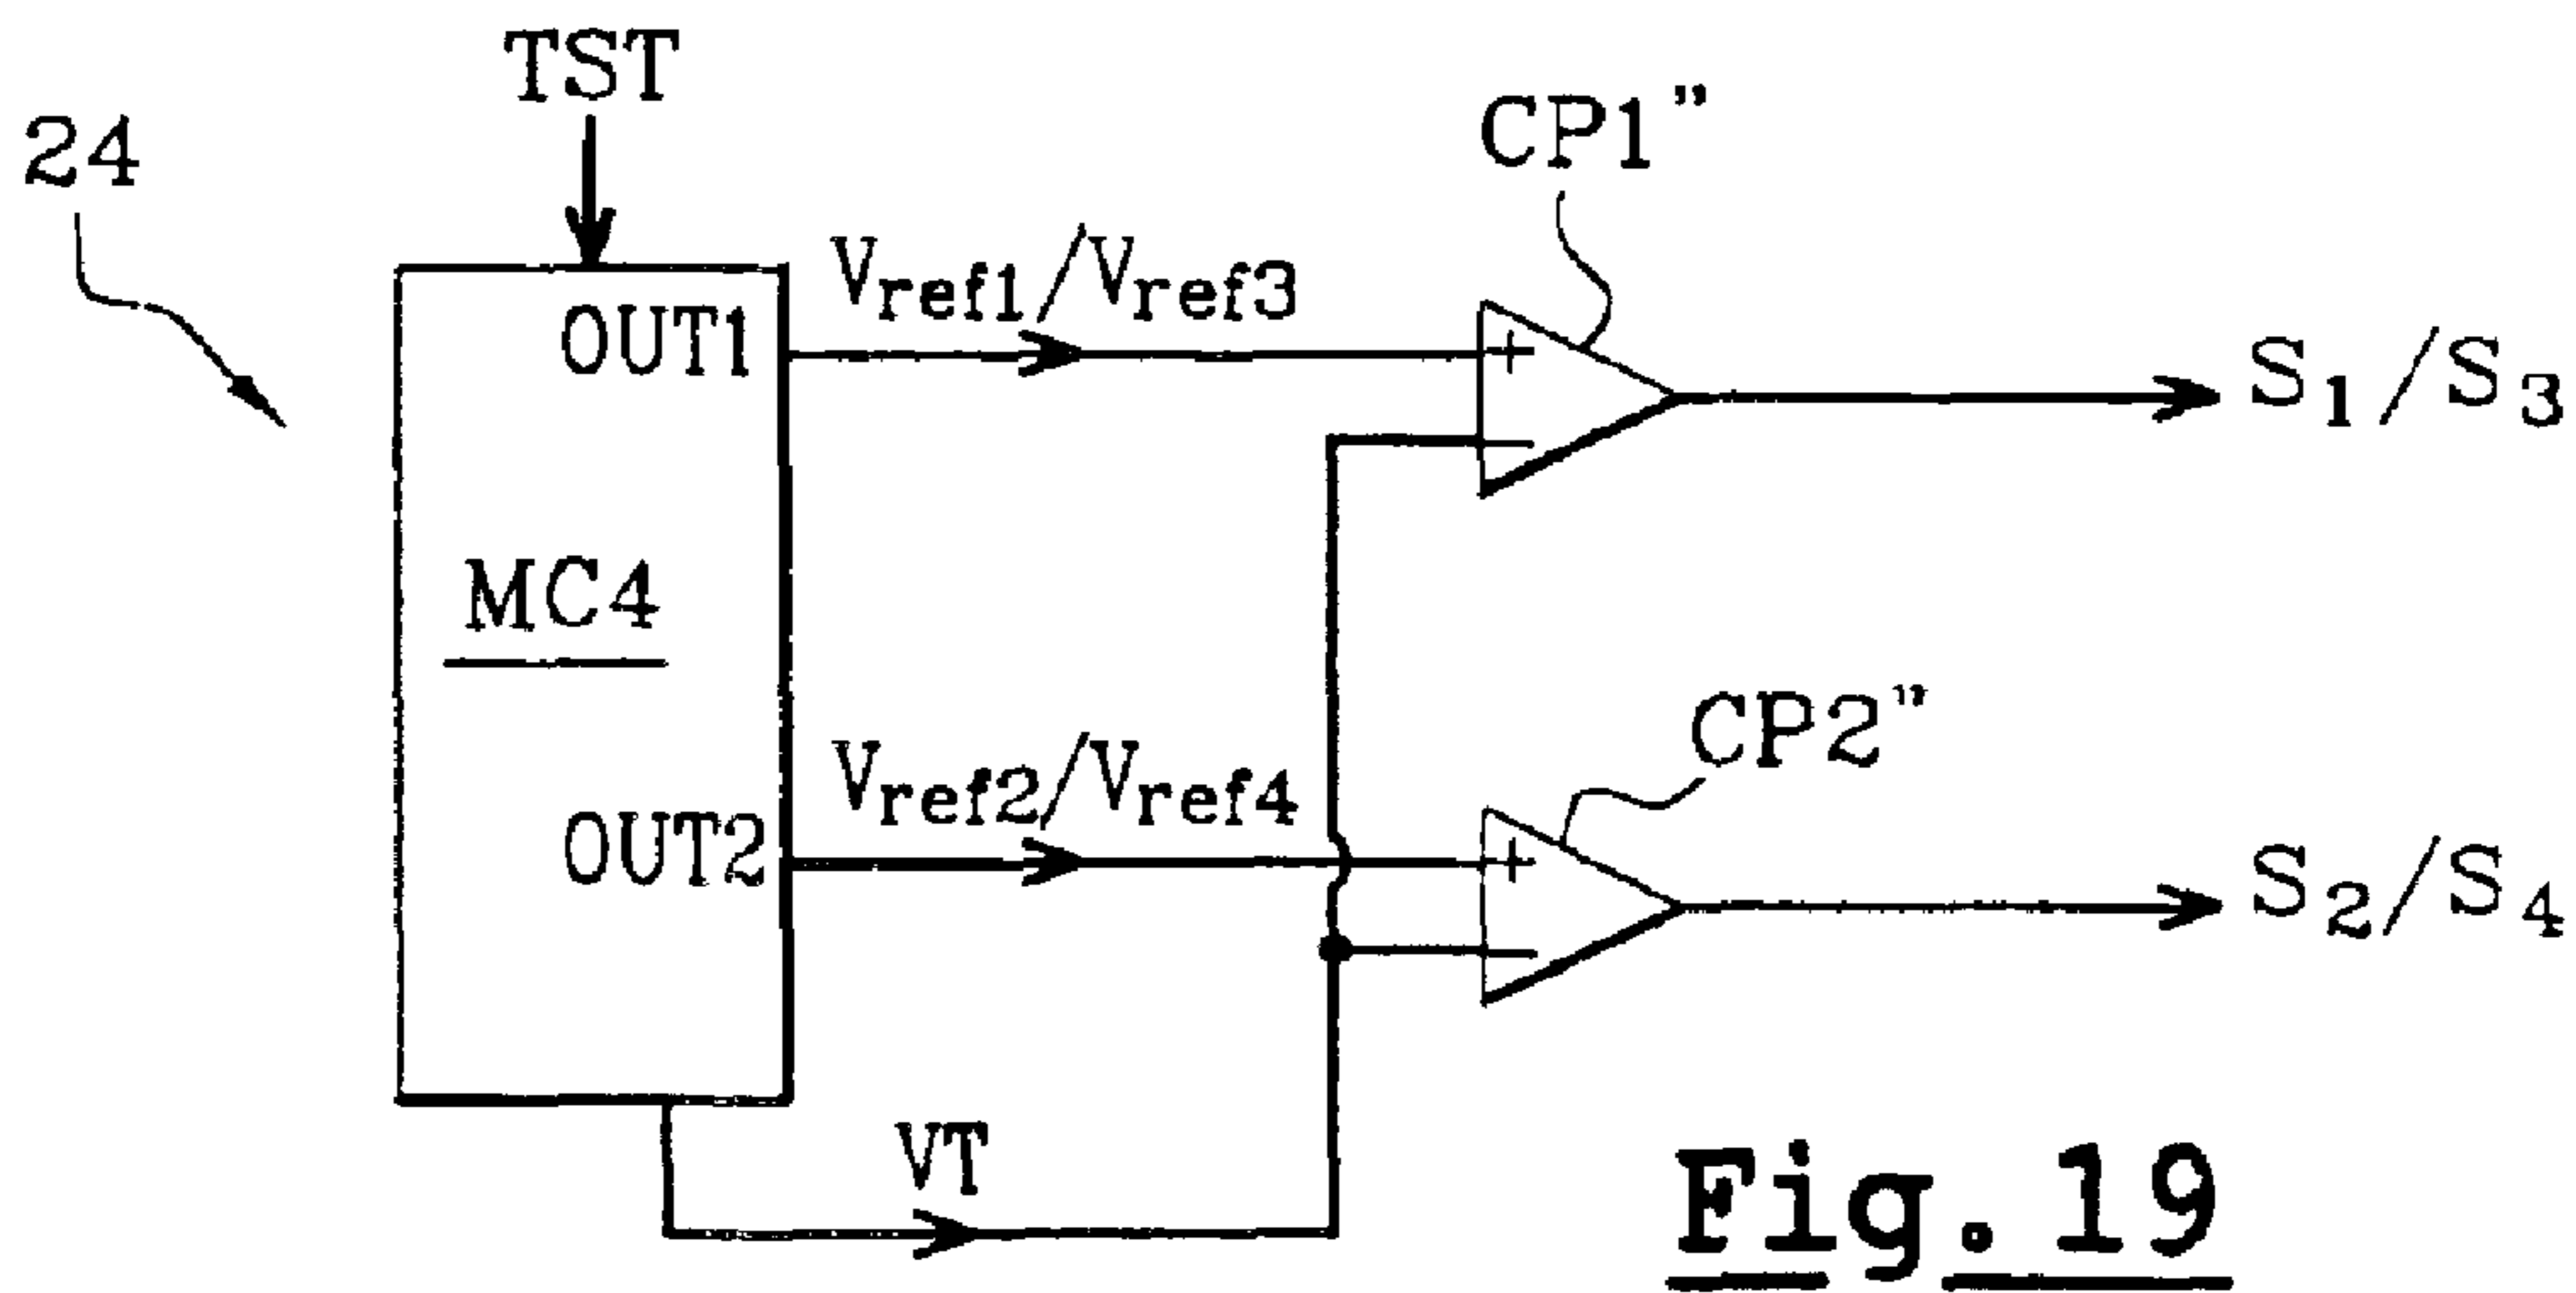 TST
24
CP1"
Vref1/Vref3
OUT1
+
−
S1/S3
MC4
CP2"
Vref2/Vref4
OUT2
+
−
S2/S4
VT
Fig. 19